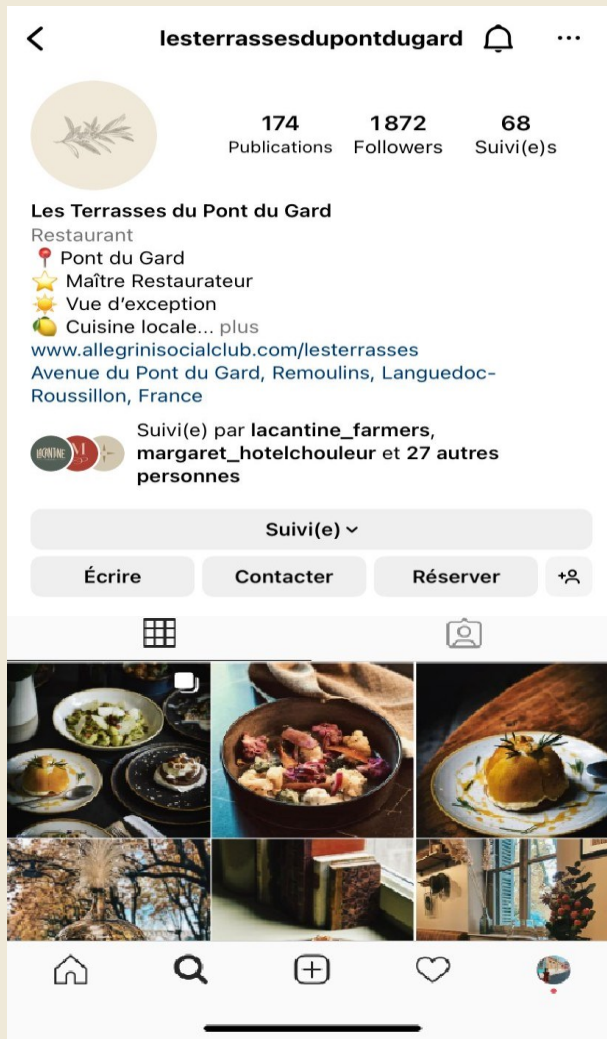 lesterrassesdupontdugard
174 1 872 68
Publications Followers Suivi(e)s
Les Terrasses du Pont du Gard
Restaurant
Pont du Gard
Maître Restaurateur
Vue d'exception
Cuisine locale... plus
www.allegrinisocialclub.com/lesterrasses
Avenue du Pont du Gard, Remoulins, Languedoc-
Roussillon, France
Suivi(e) par lacantine_farmers,
margaret_hotelchouleur et 27 autres
personnes
Suivi(e)
Écrire Contacter Réserver